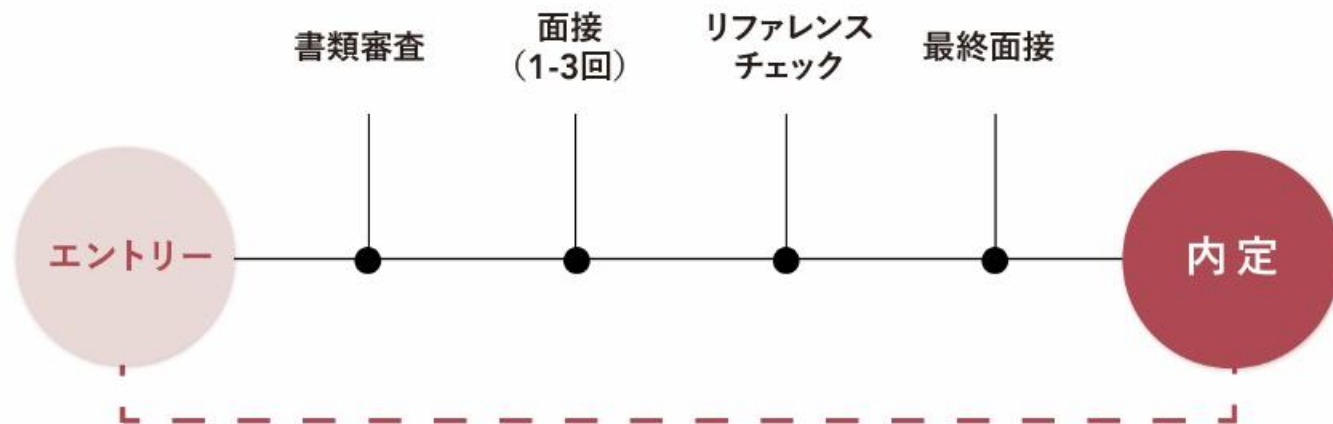 書類審査
面接
（1-3回）
リファレンス
チェック
最終面接
エントリー
内定